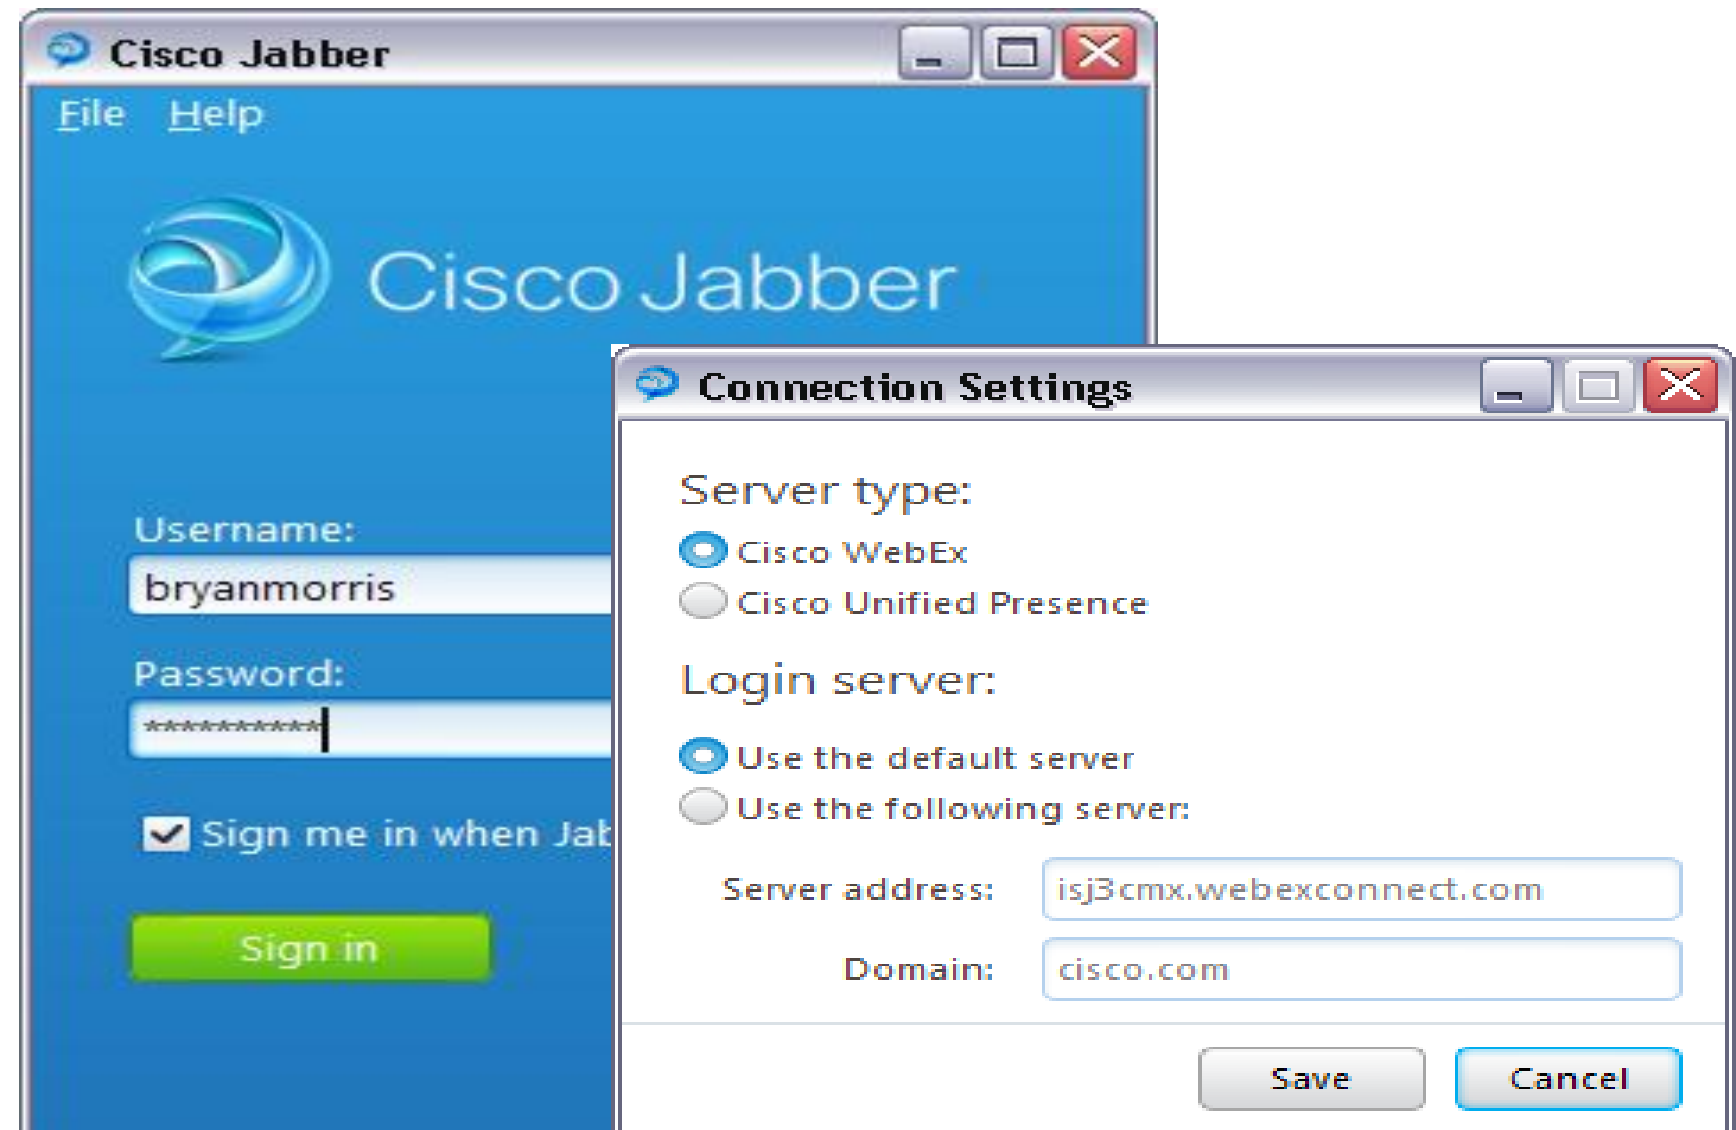 Cisco Jabber
File Help
Cisco Jabber
Username:
bryanmorris
Password:
**********
Sign me in when Jab
Sign in
Connection Settings
Server type:
Cisco WebEx
Cisco Unified Presence
Login server:
Use the default server
Use the following server:
Server address: isj3cmx.webexconnect.com
Domain: cisco.com
Save Cancel